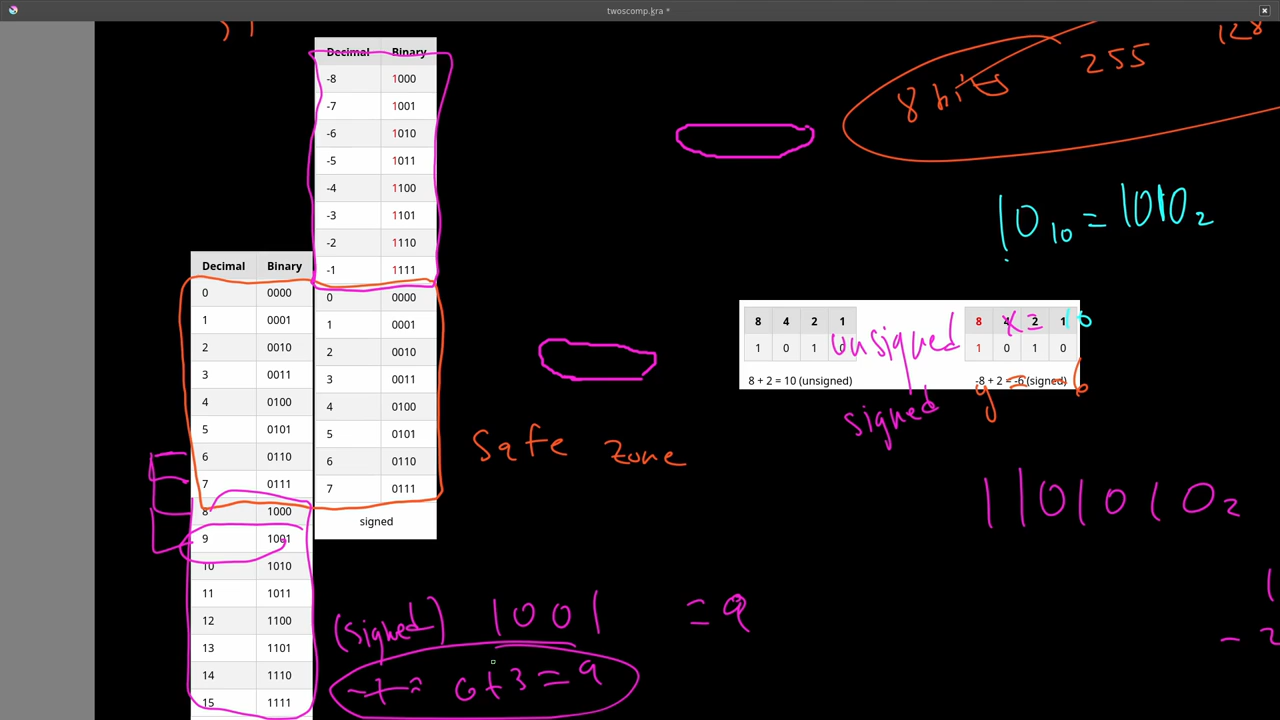 twoscomp.kra *
8 bits 255 128
Decimal Binary
-8 1000
-7 1001
-6 1010
-5 1011
-4 1100
-3 1101
-2 1110
-1 1111
0 0000
1 0001
2 0010
3 0011
4 0100
5 0101
6 0110
7 0111
signed
Decimal Binary
0 0000
1 0001
2 0010
3 0011
4 0100
5 0101
6 0110
7 0111
8 1000
9 1001
10 1010
11 1011
12 1100
13 1101
14 1110
15 1111
10₁₀ = 1010₂
8 4 2 1
1 0 1 0
8 + 2 = 10 (unsigned)
8 4 2 1
1 0 1 0
-8 + 2 = -6 (signed)
unsigned x = 10
signed y = -6
Safe zone
1101010₂
(signed) 1001 = 9
-7 = 6+3=9